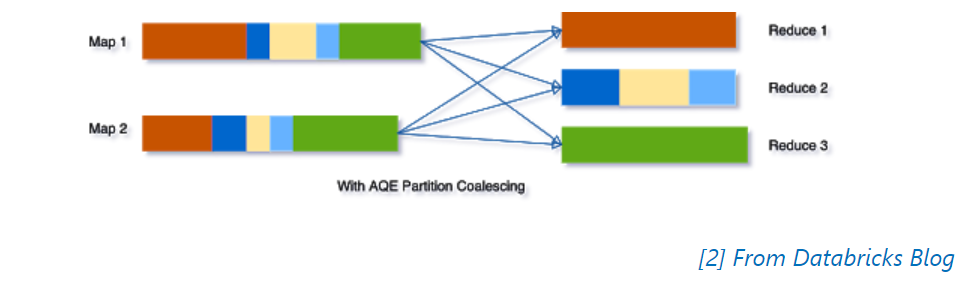 Map 1
Reduce 1
Reduce 2
Map 2
Reduce 3
With AQE Partition Coalescing
[2] From Databricks Blog